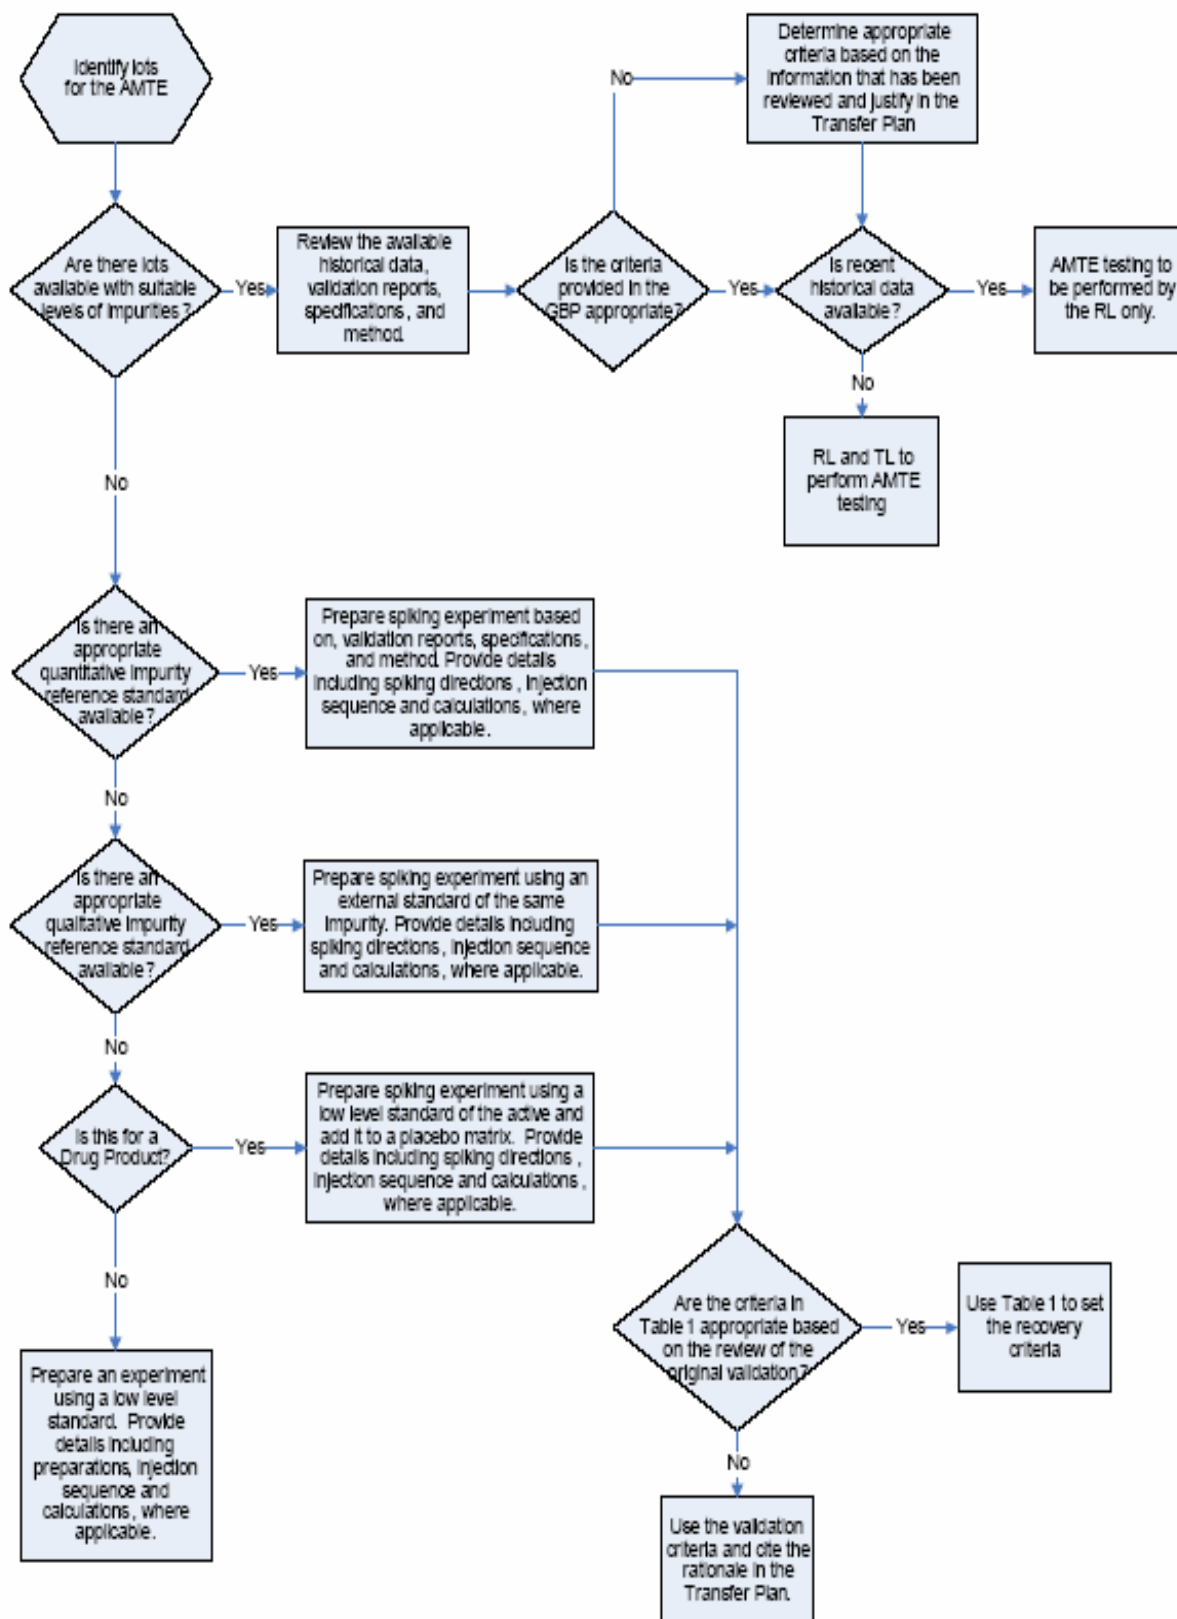 Identify lots
for the AMTE
Are there lots
available with suitable
levels of impurities?
Yes
Review the available
historical data,
validation reports,
specifications, and
method.
Is the criteria
provided in the
GBP appropriate?
No
Determine appropriate
criteria based on the
information that has been
reviewed and justify in the
Transfer Plan
Yes
Is recent
historical data
available?
Yes
AMTE testing to
be performed by
the RL only.
No
RL and TL to
perform AMTE
testing
No
Is there an
appropriate
quantitative impurity
reference standard
available?
Yes
Prepare spiking experiment based
on, validation reports, specifications,
and method. Provide details
including spiking directions, injection
sequence and calculations, where
applicable.
No
Is there an
appropriate
qualitative impurity
reference standard
available?
Yes
Prepare spiking experiment using an
external standard of the same
impurity. Provide details including
spiking directions, injection sequence
and calculations, where applicable.
No
Is this for a
Drug Product?
Yes
Prepare spiking experiment using a
low level standard of the active and
add it to a placebo matrix. Provide
details including spiking directions,
injection sequence and calculations,
where applicable.
No
Prepare an experiment
using a low level
standard. Provide
details including
preparations, injection
sequence and
calculations, where
applicable.
Are the criteria in
Table 1 appropriate based
on the review of the
original validation?
Yes
Use Table 1 to set
the recovery
criteria
No
Use the validation
criteria and cite the
rationale in the
Transfer Plan.